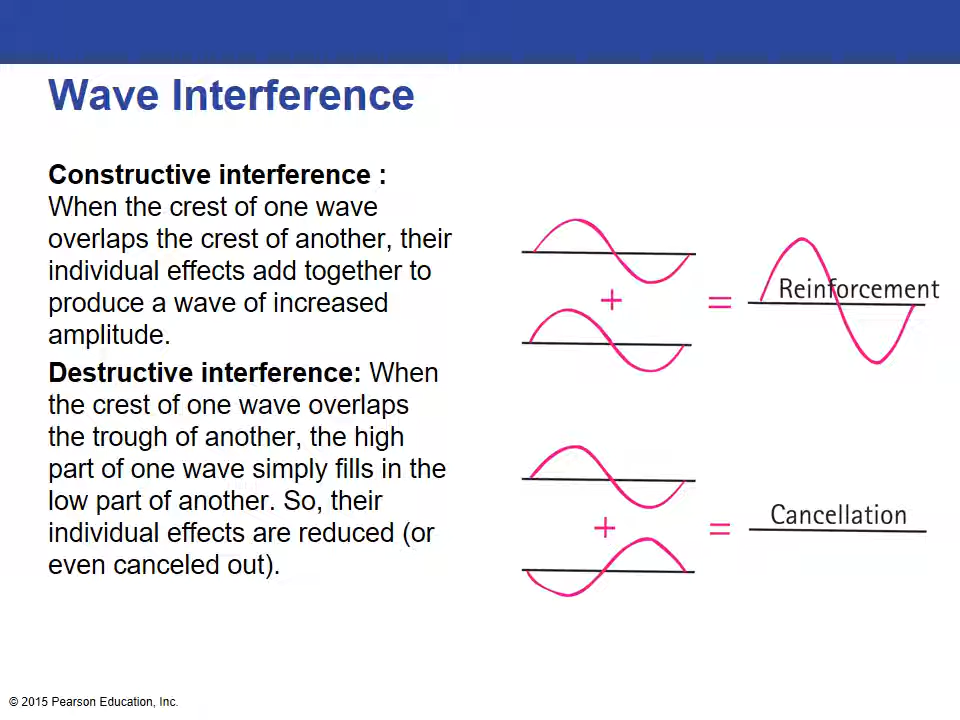 Wave Interference
Constructive interference :
When the crest of one wave
overlaps the crest of another, their
individual effects add together to
produce a wave of increased
amplitude.
Destructive interference: When
the crest of one wave overlaps
the trough of another, the high
part of one wave simply fills in the
low part of another. So, their
individual effects are reduced (or
even canceled out).
+
=
Reinforcement
+
=
Cancellation
© 2015 Pearson Education, Inc.